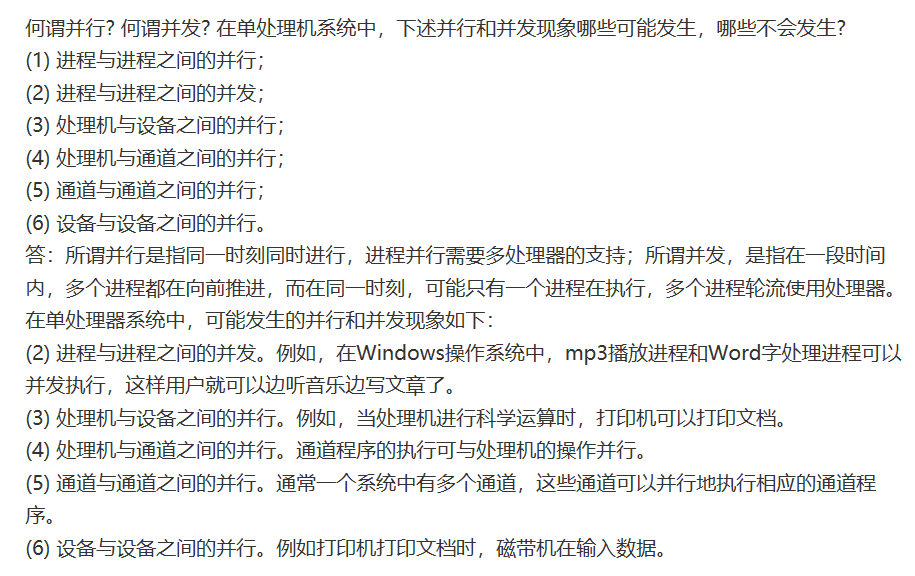 何谓并行? 何谓并发? 在单处理机系统中，下述并行和并发现象哪些可能发生，哪些不会发生?
(1) 进程与进程之间的并行；
(2) 进程与进程之间的并发；
(3) 处理机与设备之间的并行；
(4) 处理机与通道之间的并行；
(5) 通道与通道之间的并行；
(6) 设备与设备之间的并行。
答：所谓并行是指同一时刻同时进行，进程并行需要多处理器的支持；所谓并发，是指在一段时间
内，多个进程都在向前推进，而在同一时刻，可能只有一个进程在执行，多个进程轮流使用处理器。
在单处理器系统中，可能发生的并行和并发现象如下：
(2) 进程与进程之间的并发。例如，在Windows操作系统中，mp3播放进程和Word字处理进程可以
并发执行，这样用户就可以边听音乐边写文章了。
(3) 处理机与设备之间的并行。例如，当处理机进行科学运算时，打印机可以打印文档。
(4) 处理机与通道之间的并行。通道程序的执行可与处理机的操作并行。
(5) 通道与通道之间的并行。通常一个系统中有多个通道，这些通道可以并行地执行相应的通道程
序。
(6) 设备与设备之间的并行。例如打印机打印文档时，磁带机在输入数据。